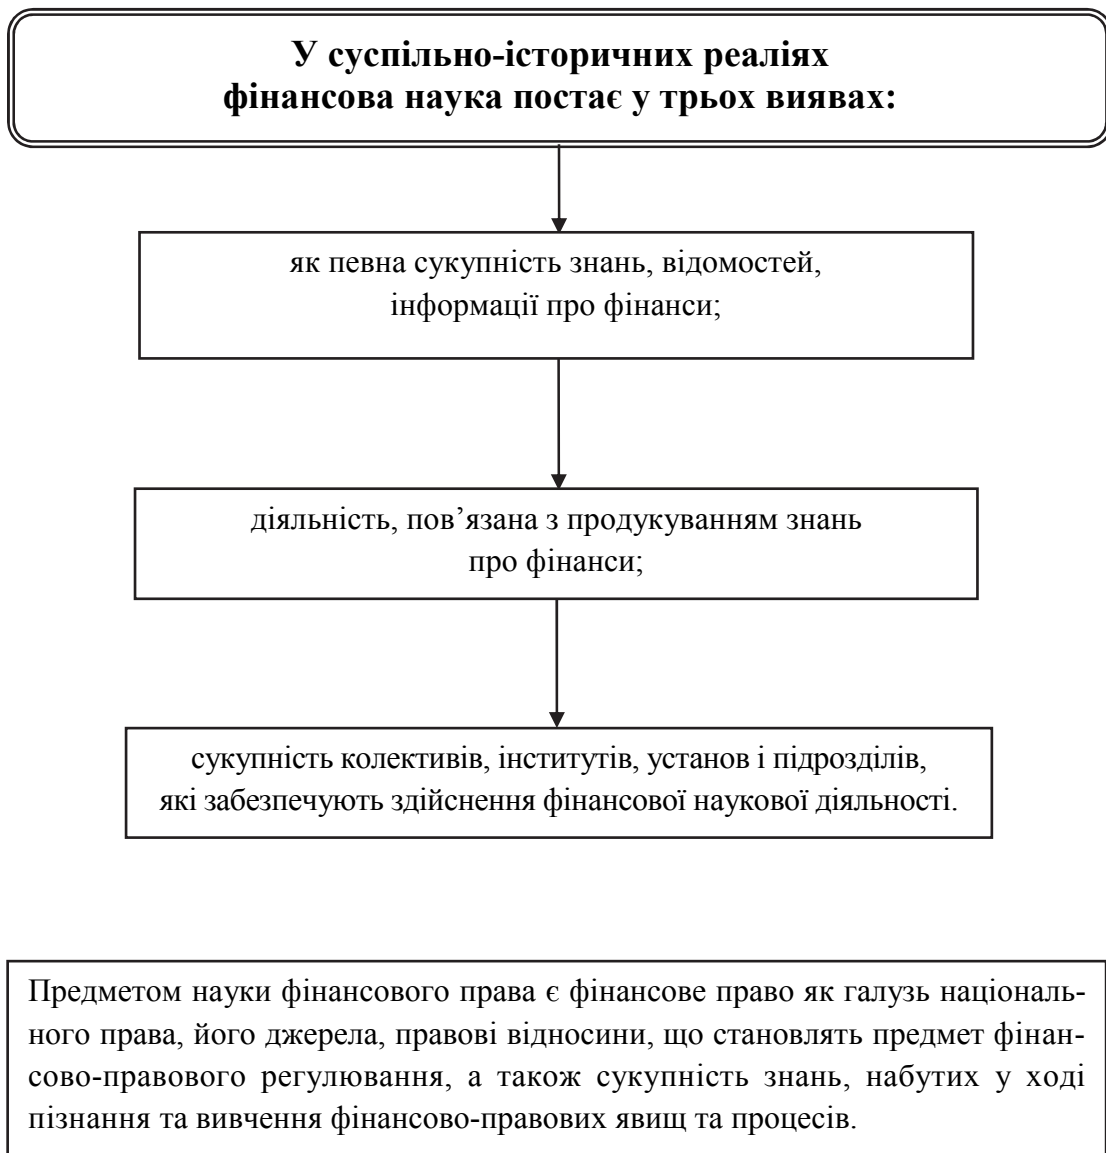 У суспільно-історичних реаліях
фінансова наука постає у трьох виявах:
як певна сукупність знань, відомостей,
інформації про фінанси;
діяльність, пов’язана з продукуванням знань
про фінанси;
сукупність колективів, інститутів, установ і підрозділів,
які забезпечують здійснення фінансової наукової діяльності.
Предметом науки фінансового права є фінансове право як галузь національ-
ного права, його джерела, правові відносини, що становлять предмет фінан-
сово-правового регулювання, а також сукупність знань, набутих у ході
пізнання та вивчення фінансово-правових явищ та процесів.